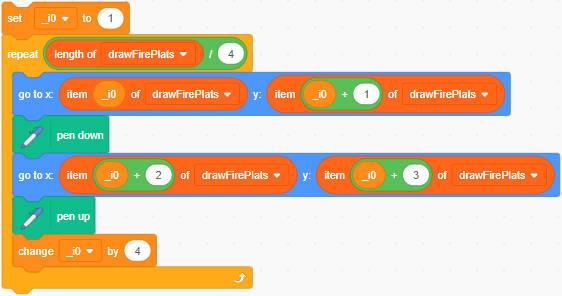 set _i0 to 1
repeat length of drawFirePlats / 4
go to x: item _i0 of drawFirePlats y: item _i0 + 1 of drawFirePlats
pen down
go to x: item _i0 + 2 of drawFirePlats y: item _i0 + 3 of drawFirePlats
pen up
change _i0 by 4